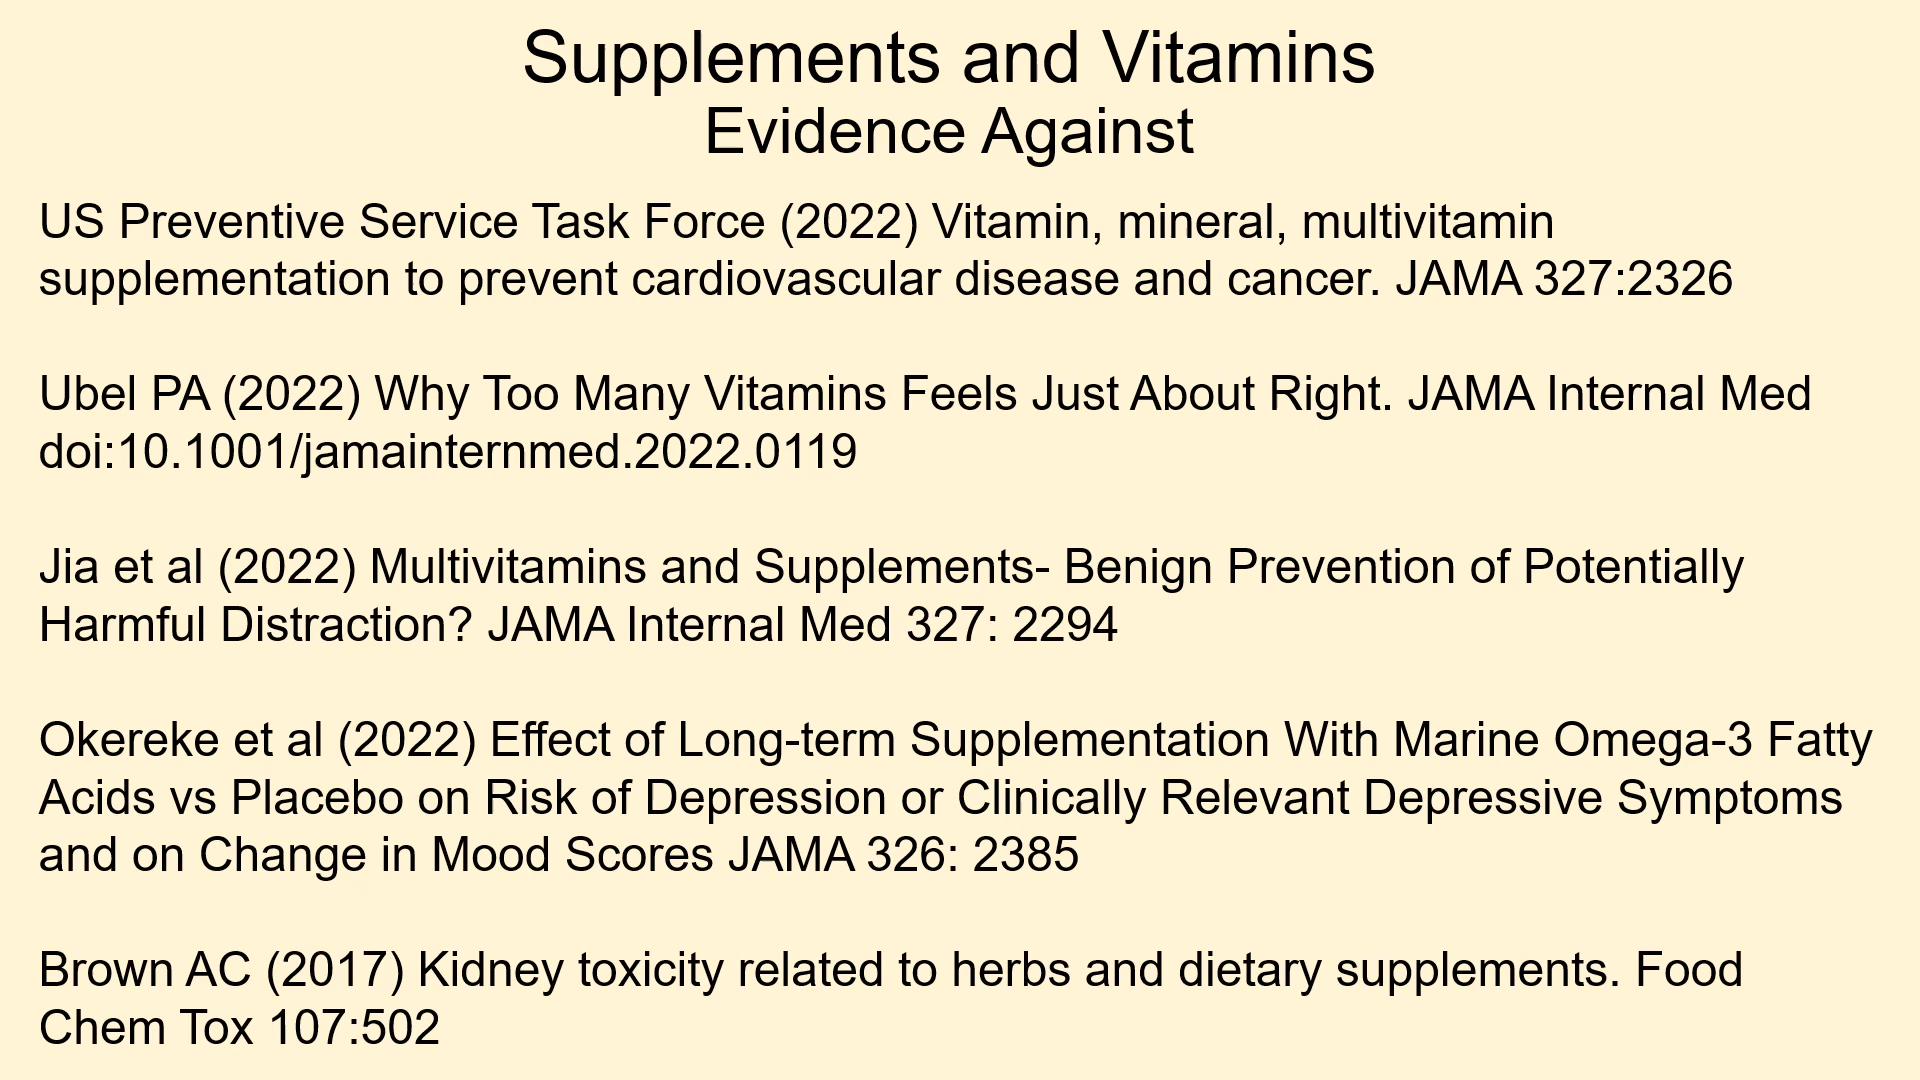 Supplements and Vitamins
Evidence Against
US Preventive Service Task Force (2022) Vitamin, mineral, multivitamin
supplementation to prevent cardiovascular disease and cancer. JAMA 327:2326
Ubel PA (2022) Why Too Many Vitamins Feels Just About Right. JAMA Internal Med
doi:10.1001/jamainternmed.2022.0119
Jia et al (2022) Multivitamins and Supplements- Benign Prevention of Potentially
Harmful Distraction? JAMA Internal Med 327: 2294
Okereke et al (2022) Effect of Long-term Supplementation With Marine Omega-3 Fatty
Acids vs Placebo on Risk of Depression or Clinically Relevant Depressive Symptoms
and on Change in Mood Scores JAMA 326: 2385
Brown AC (2017) Kidney toxicity related to herbs and dietary supplements. Food
Chem Tox 107:502